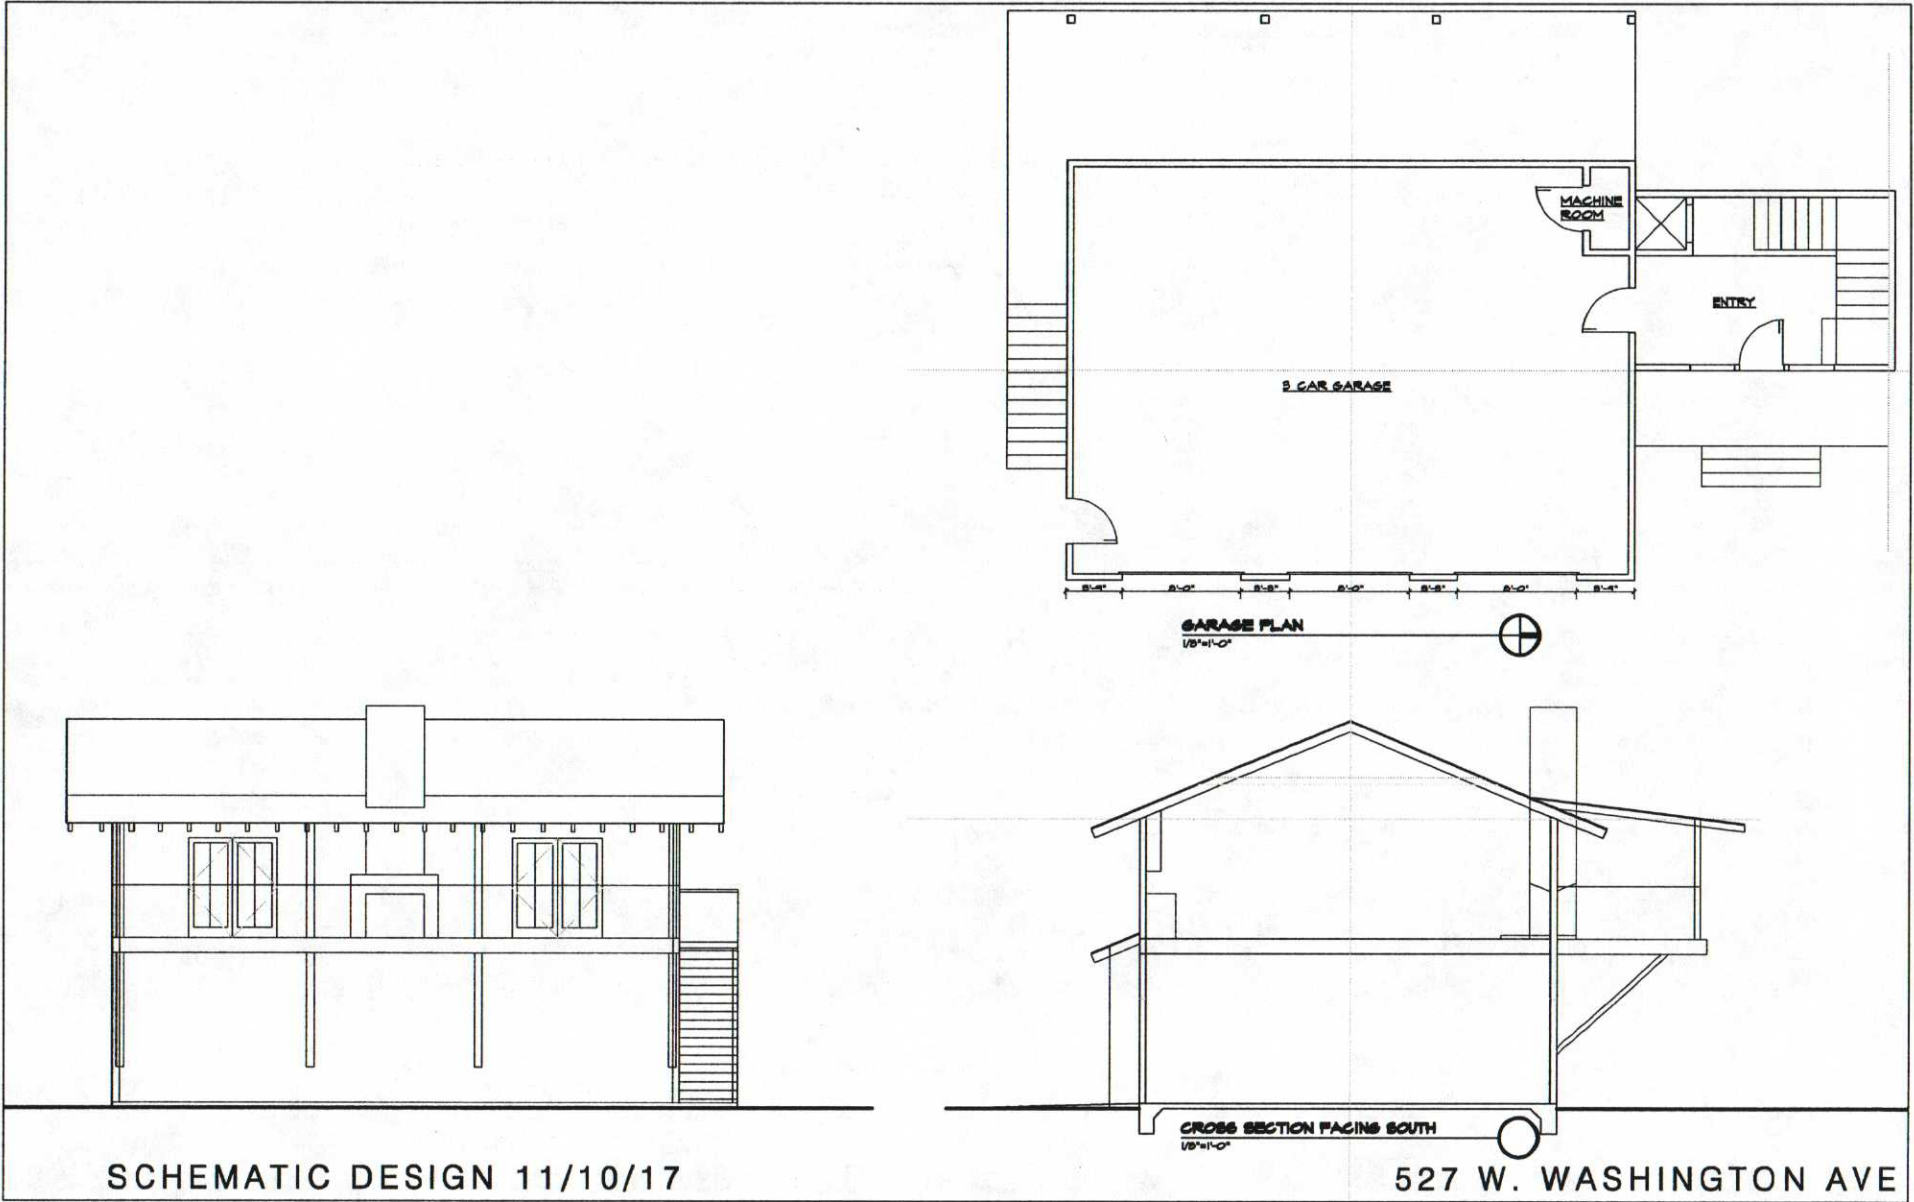 MACHINE
ROOM
ENTRY
3 CAR GARAGE
GARAGE PLAN
1/8"=1'-0"
CROSS SECTION FACING SOUTH
1/8"=1'-0"
SCHEMATIC DESIGN 11/10/17
527 W. WASHINGTON AVE